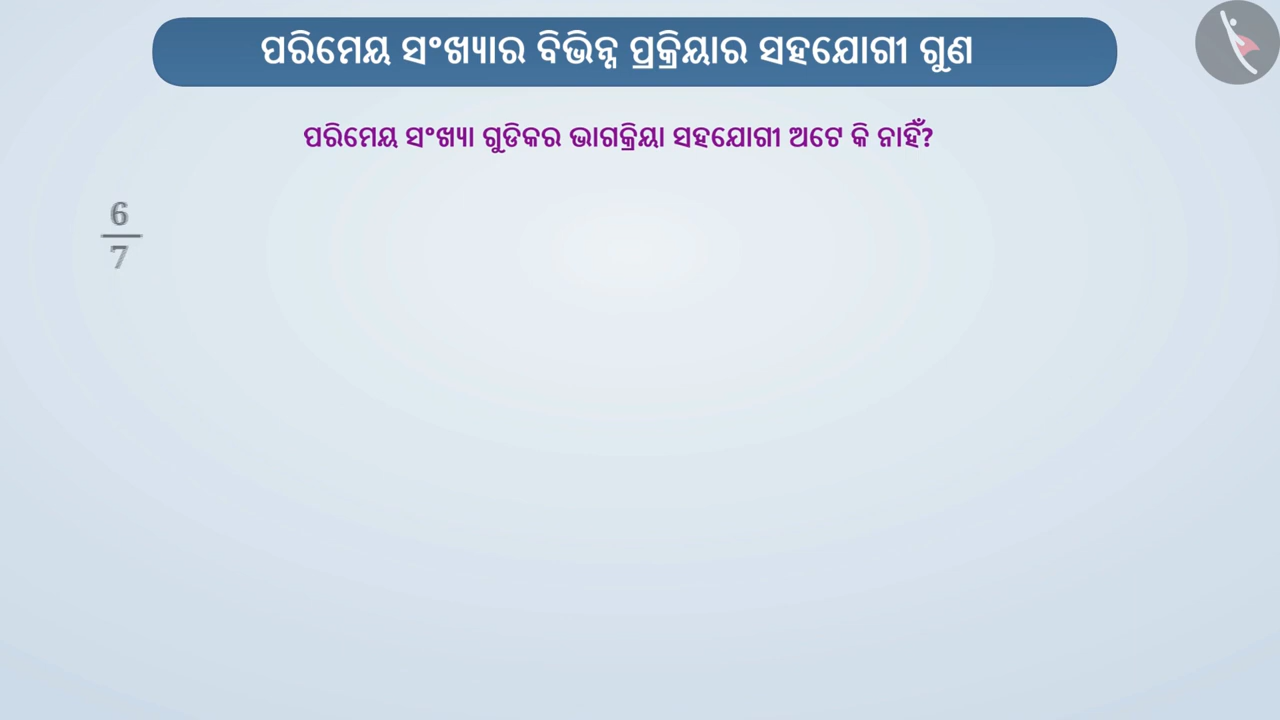 ପରିମେୟ ସଂଖ୍ୟାର ବିଭିନ୍ନ ପ୍ରକ୍ରିୟାର ସହଯୋଗୀ ଗୁଣ
ପରିମେୟ ସଂଖ୍ୟା ଗୁଡିକର ଭାଗକ୍ରିୟା ସହଯୋଗୀ ଅଟେ କି ନାହିଁ?
6
7